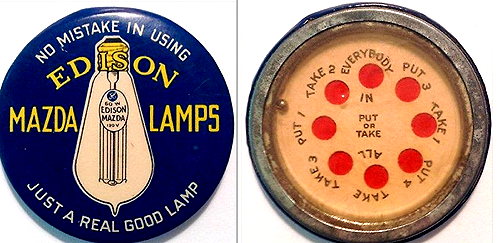 NO MISTAKE IN USING
EDISON
MAZDA LAMPS
60 W
EDISON
MAZDA
120 V
JUST A REAL GOOD LAMP
EVERYBODY
IN
PUT 3
TAKE 1
PUT 4
TAKE
ALL
TAKE 3
PUT 1
TAKE 2
PUT
OR
TAKE